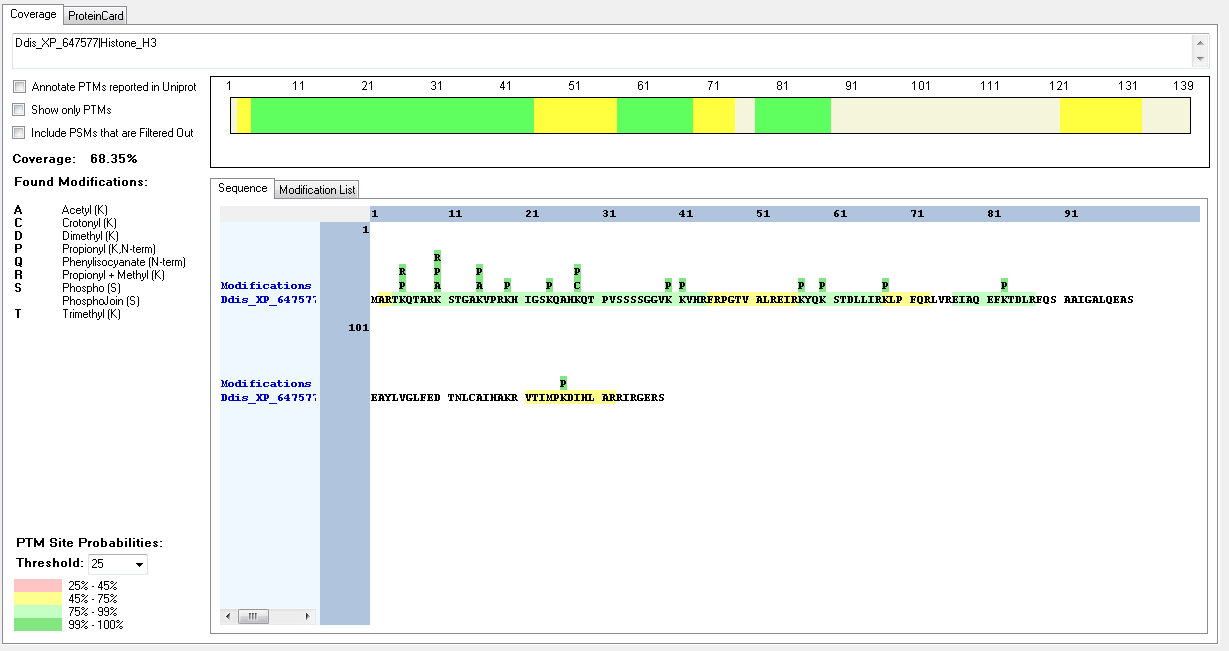 Coverage ProteinCard
Ddis_XP_647577|Histone_H3
Annotate PTMs reported in Uniprot
Show only PTMs
Include PSMs that are Filtered Out
Coverage: 68.35%
Found Modifications:
A Acetyl (K)
C Crotonyl (K)
D Dimethyl (K)
P Propionyl (K,N-term)
Q Phenylisocyanate (N-term)
R Propionyl + Methyl (K)
S Phospho (S)
PhosphoJoin (S)
T Trimethyl (K)
PTM Site Probabilities:
Threshold: 25
25% - 45%
45% - 75%
75% - 99%
99% - 100%
1 11 21 31 41 51 61 71 81 91 101 111 121 131 139
Sequence Modification List
1 11 21 31 41 51 61 71 81 91
1
R
R P P P
Modifications P A A P P C P P P P P P
Ddis_XP_647577 MARTKQTARK STGAKVPRKH IGSKQAHKQT PVSSSSGGVK KVHRFRPGTV ALREIRKYQK STDLLIRKLP FQRLVREIAQ EFKTDLRFQS AAIGALQEAS
101
Modifications P
Ddis_XP_647577 EAYLVGLFED TNLCAIHAKR VTIMPKDIHL ARRIRGERS